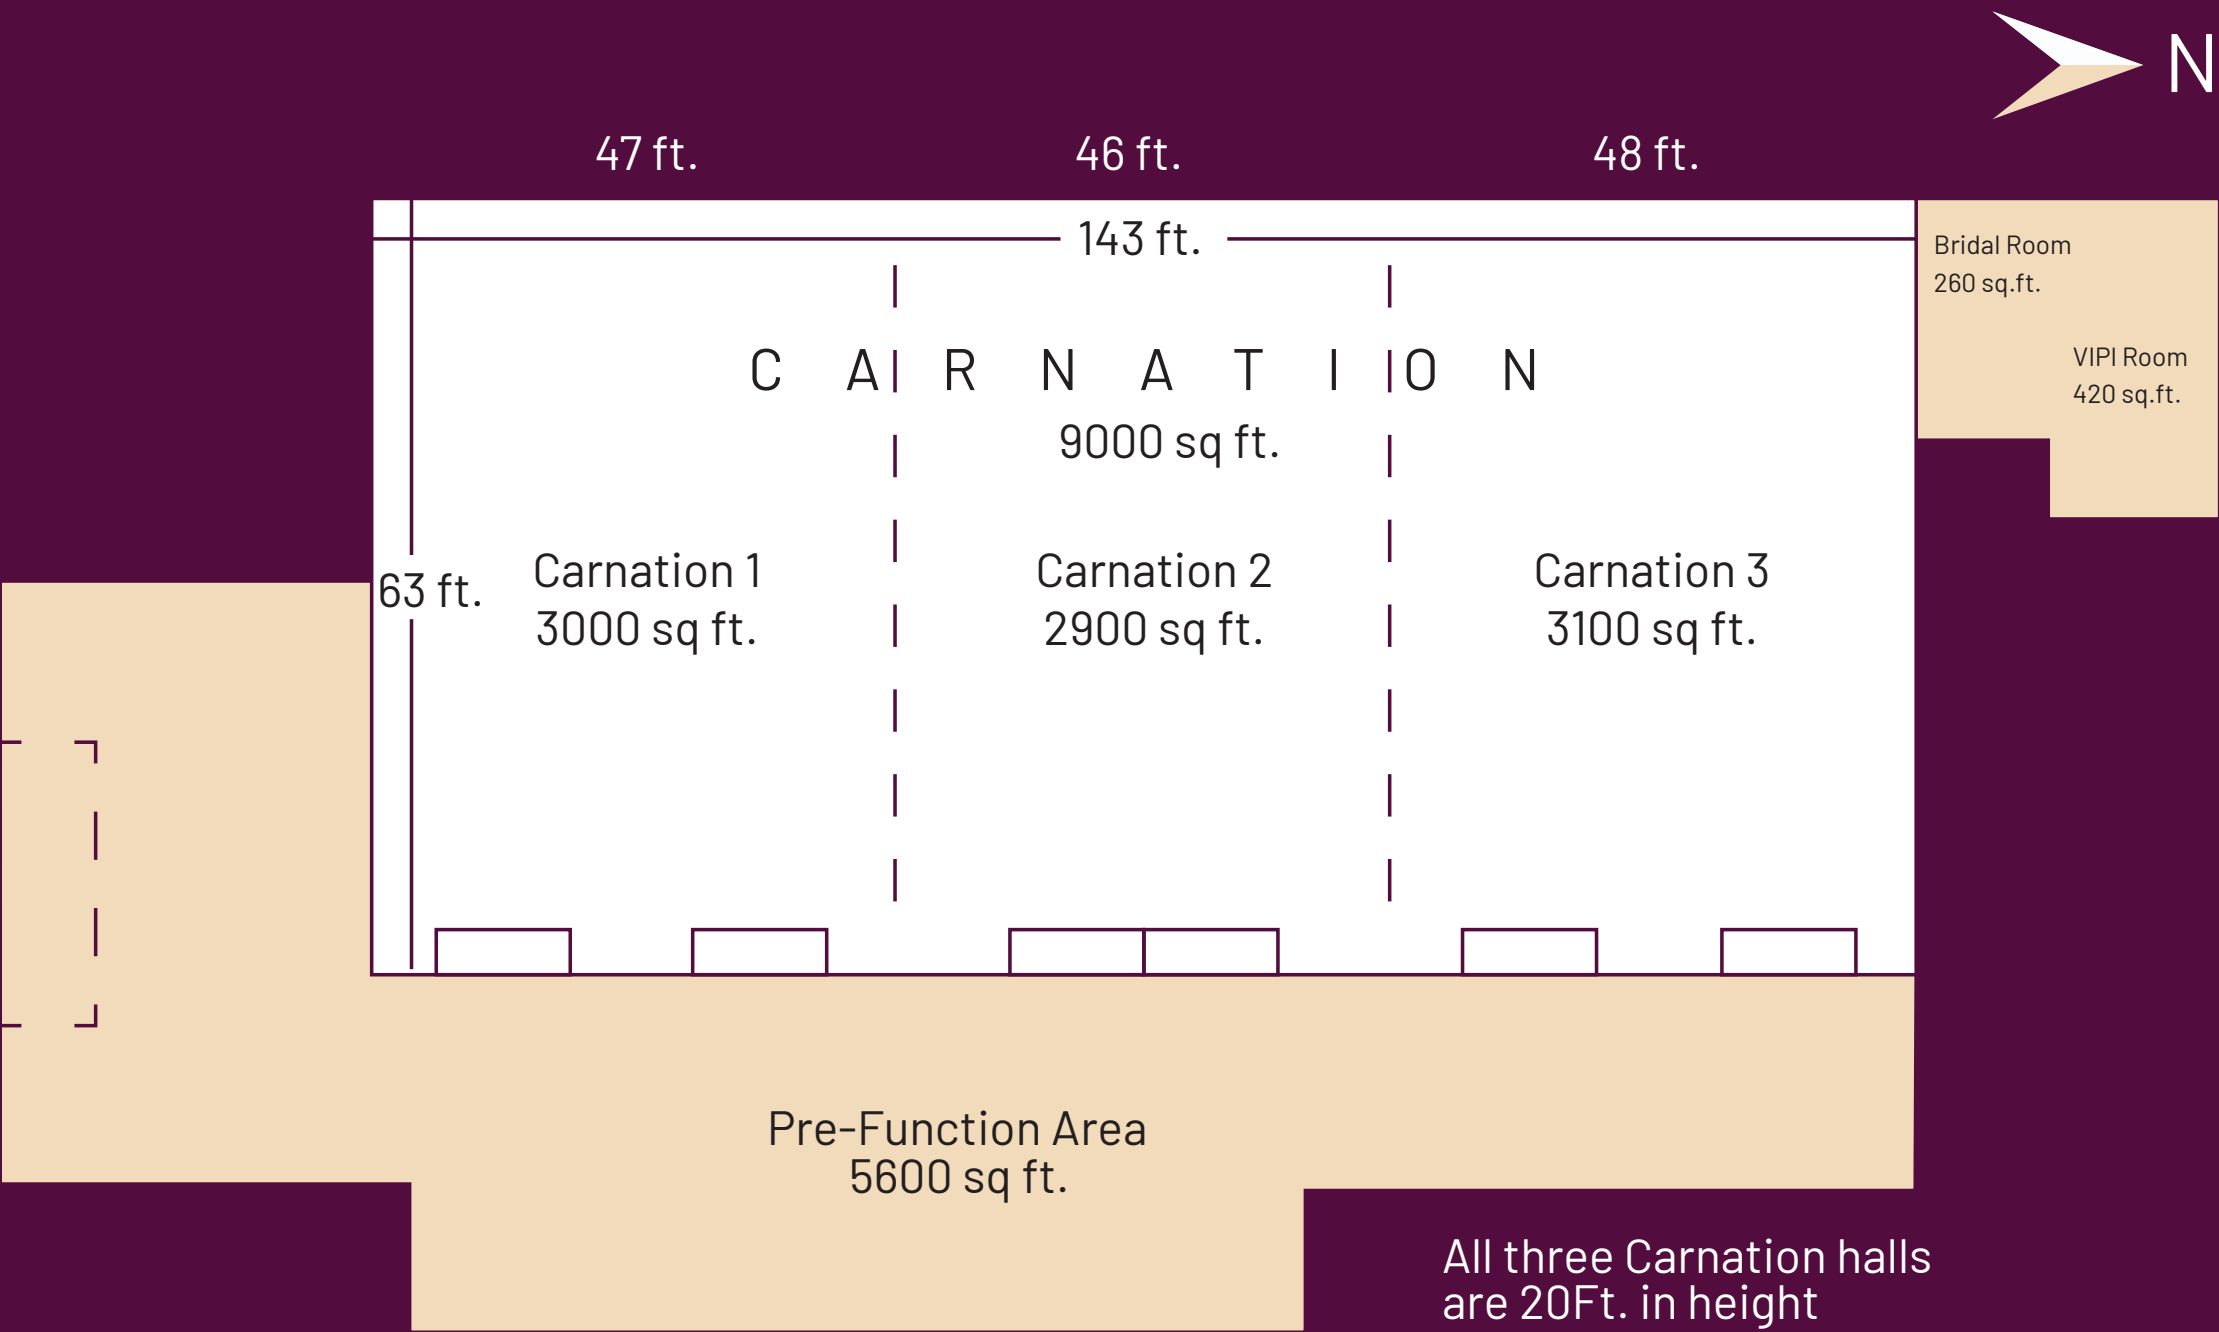 N
47 ft.
46 ft.
48 ft.
143 ft.
Bridal Room
260 sq.ft.
VIPI Room
420 sq.ft.
CARNATION
9000 sq ft.
63 ft.
Carnation 1
3000 sq ft.
Carnation 2
2900 sq ft.
Carnation 3
3100 sq ft.
Pre-Function Area
5600 sq ft.
All three Carnation halls
are 20Ft. in height